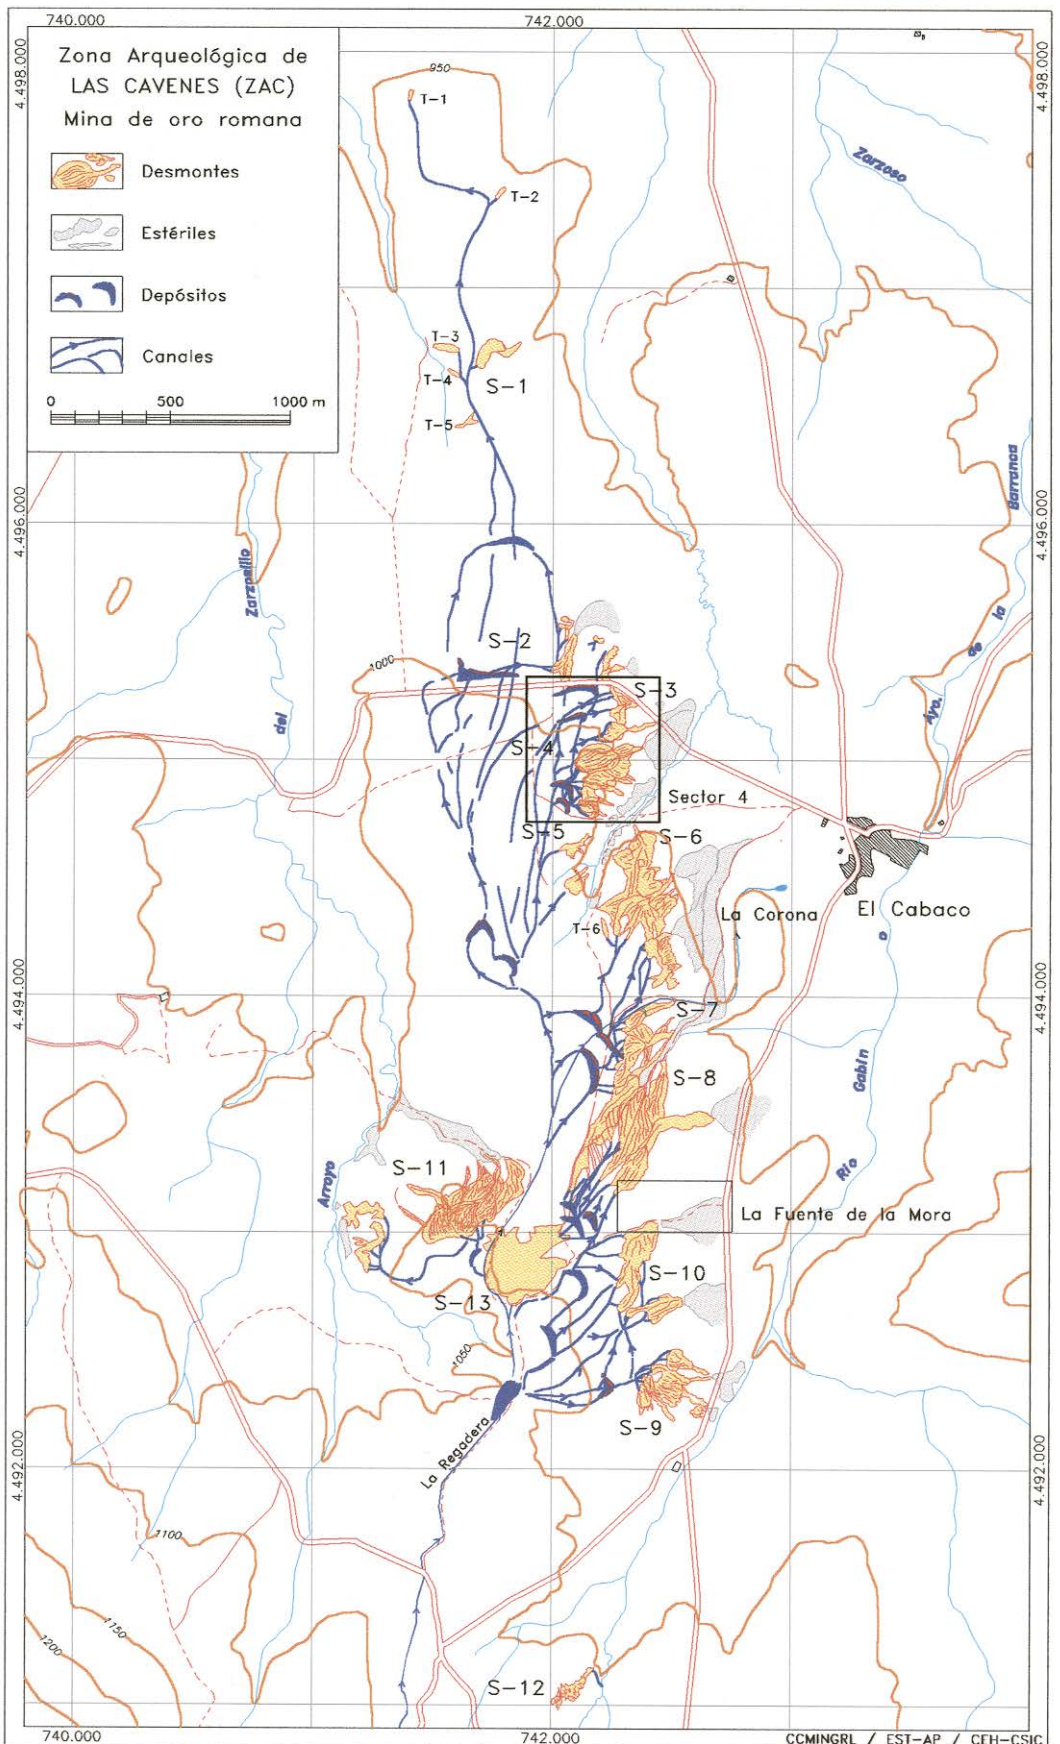 740.000
742.000
4.498.000
4.498.000
Zona Arqueológica de
LAS CAVENES (ZAC)
Mina de oro romana
Desmontes
Estériles
Depósitos
Canales
0 500 1000 m
950
T-1
T-2
Zarzoso
T-3
T-4
S-1
T-5
Barranca
4.496.000
4.496.000
Zarzosillo
la
de
Ayo.
S-2
1000
S-3
del
S-4
Sector 4
S-5
S-6
La Corona
El Cabaco
T-6
4.494.000
4.494.000
S-7
S-8
Gabín
S-11
Arroyo
Río
La Fuente de la Mora
S-10
S-13
1050
S-9
La Regadera
4.492.000
4.492.000
1100
1150
1200
S-12
740.000
742.000
CCMINGRL / EST-AP / CEH-CSIC